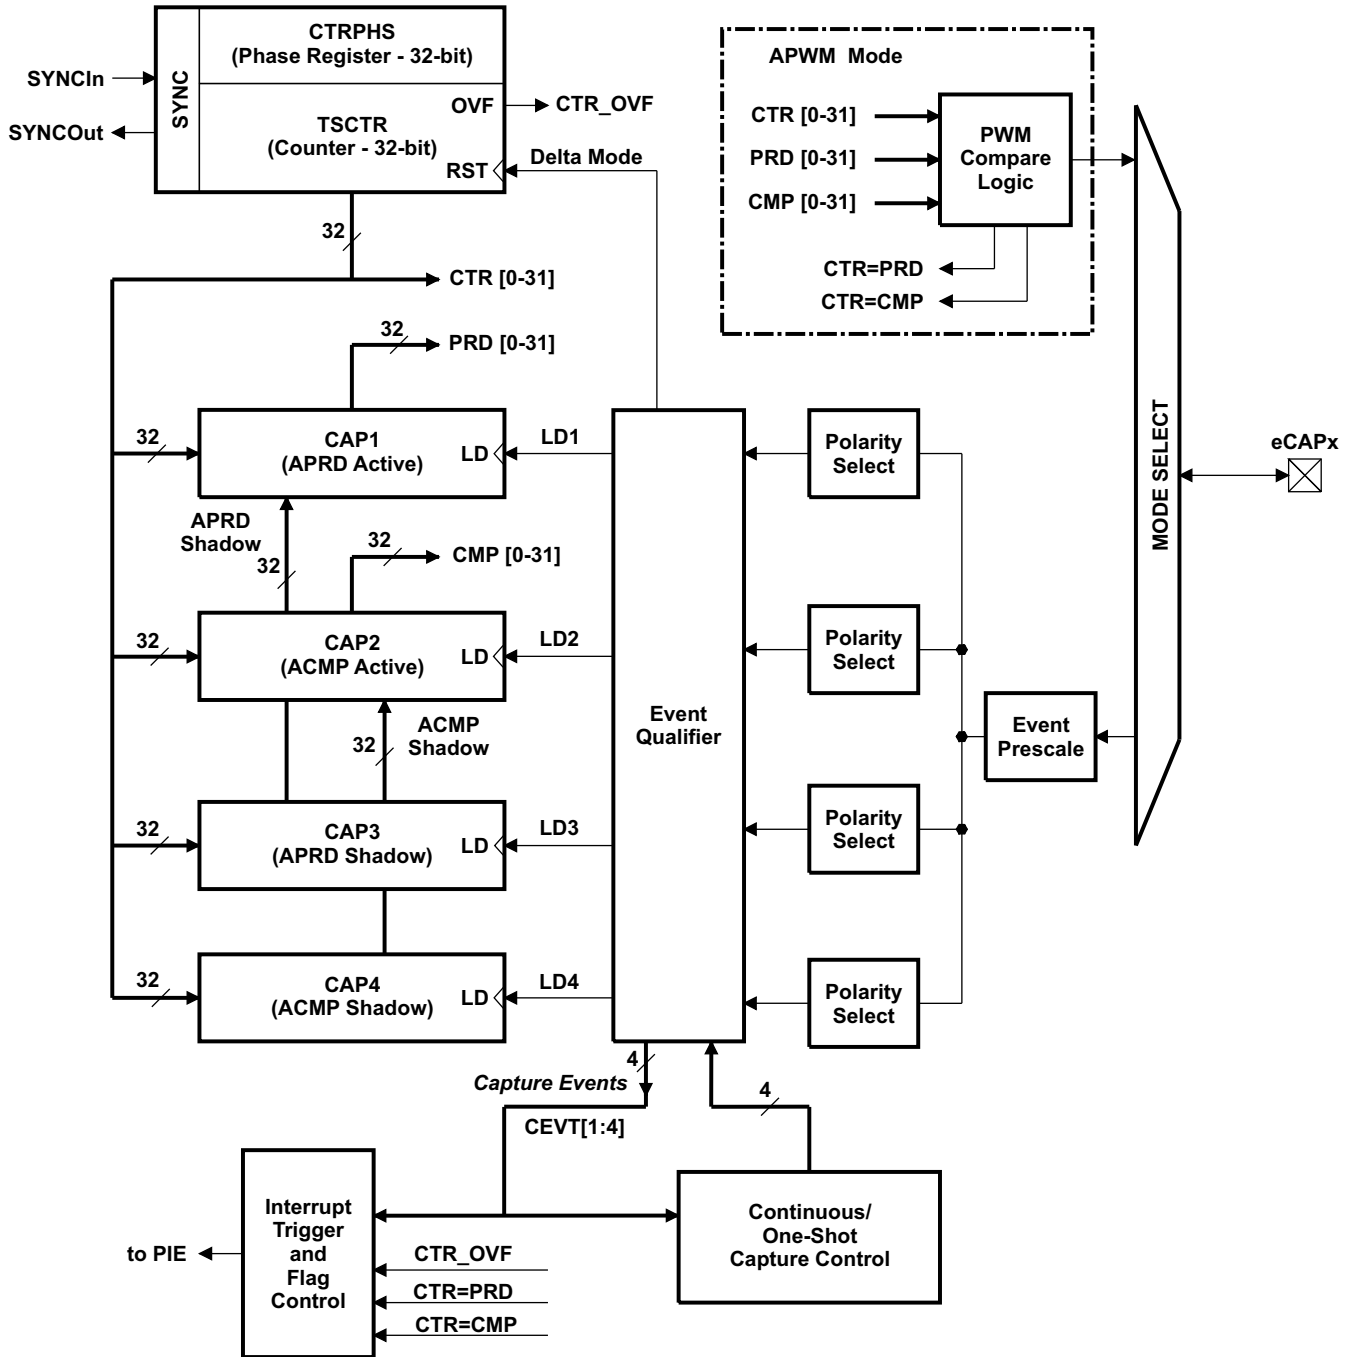 CTRPHS
(Phase Register - 32-bit)
APWM Mode
SYNCIn
SYNC
OVF
CTR_OVF
CTR [0-31]
SYNCOut
TSCTR
(Counter - 32-bit)
PWM
Compare
Logic
RST
Delta Mode
PRD [0-31]
CMP [0-31]
32
CTR=PRD
CTR [0-31]
CTR=CMP
32
PRD [0-31]
MODE SELECT
32
CAP1
(APRD Active)
LD
LD1
Polarity
Select
eCAPx
APRD
Shadow
32
32
CMP [0-31]
32
CAP2
(ACMP Active)
LD
LD2
Polarity
Select
ACMP
Shadow
32
Event
Qualifier
Event
Prescale
32
CAP3
(APRD Shadow)
LD
LD3
Polarity
Select
32
CAP4
(ACMP Shadow)
LD
LD4
Polarity
Select
4
Capture Events
4
CEVT[1:4]
Interrupt
Trigger
and
Flag
Control
Continuous/
One-Shot
Capture Control
to PIE
CTR_OVF
CTR=PRD
CTR=CMP